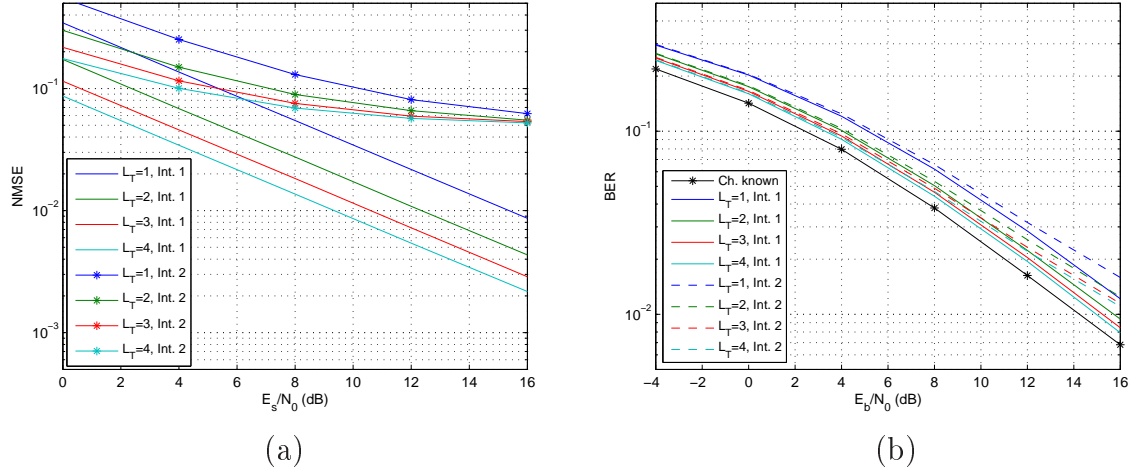 10⁻¹
10⁻²
10⁻³
NMSE
0 2 4 6 8 10 12 14 16
E_s/N_0 (dB)
L_T=1, Int. 1
L_T=2, Int. 1
L_T=3, Int. 1
L_T=4, Int. 1
L_T=1, Int. 2
L_T=2, Int. 2
L_T=3, Int. 2
L_T=4, Int. 2
(a)
10⁻¹
10⁻²
BER
−4 −2 0 2 4 6 8 10 12 14 16
E_b/N_0 (dB)
Ch. known
L_T=1, Int. 1
L_T=2, Int. 1
L_T=3, Int. 1
L_T=4, Int. 1
L_T=1, Int. 2
L_T=2, Int. 2
L_T=3, Int. 2
L_T=4, Int. 2
(b)